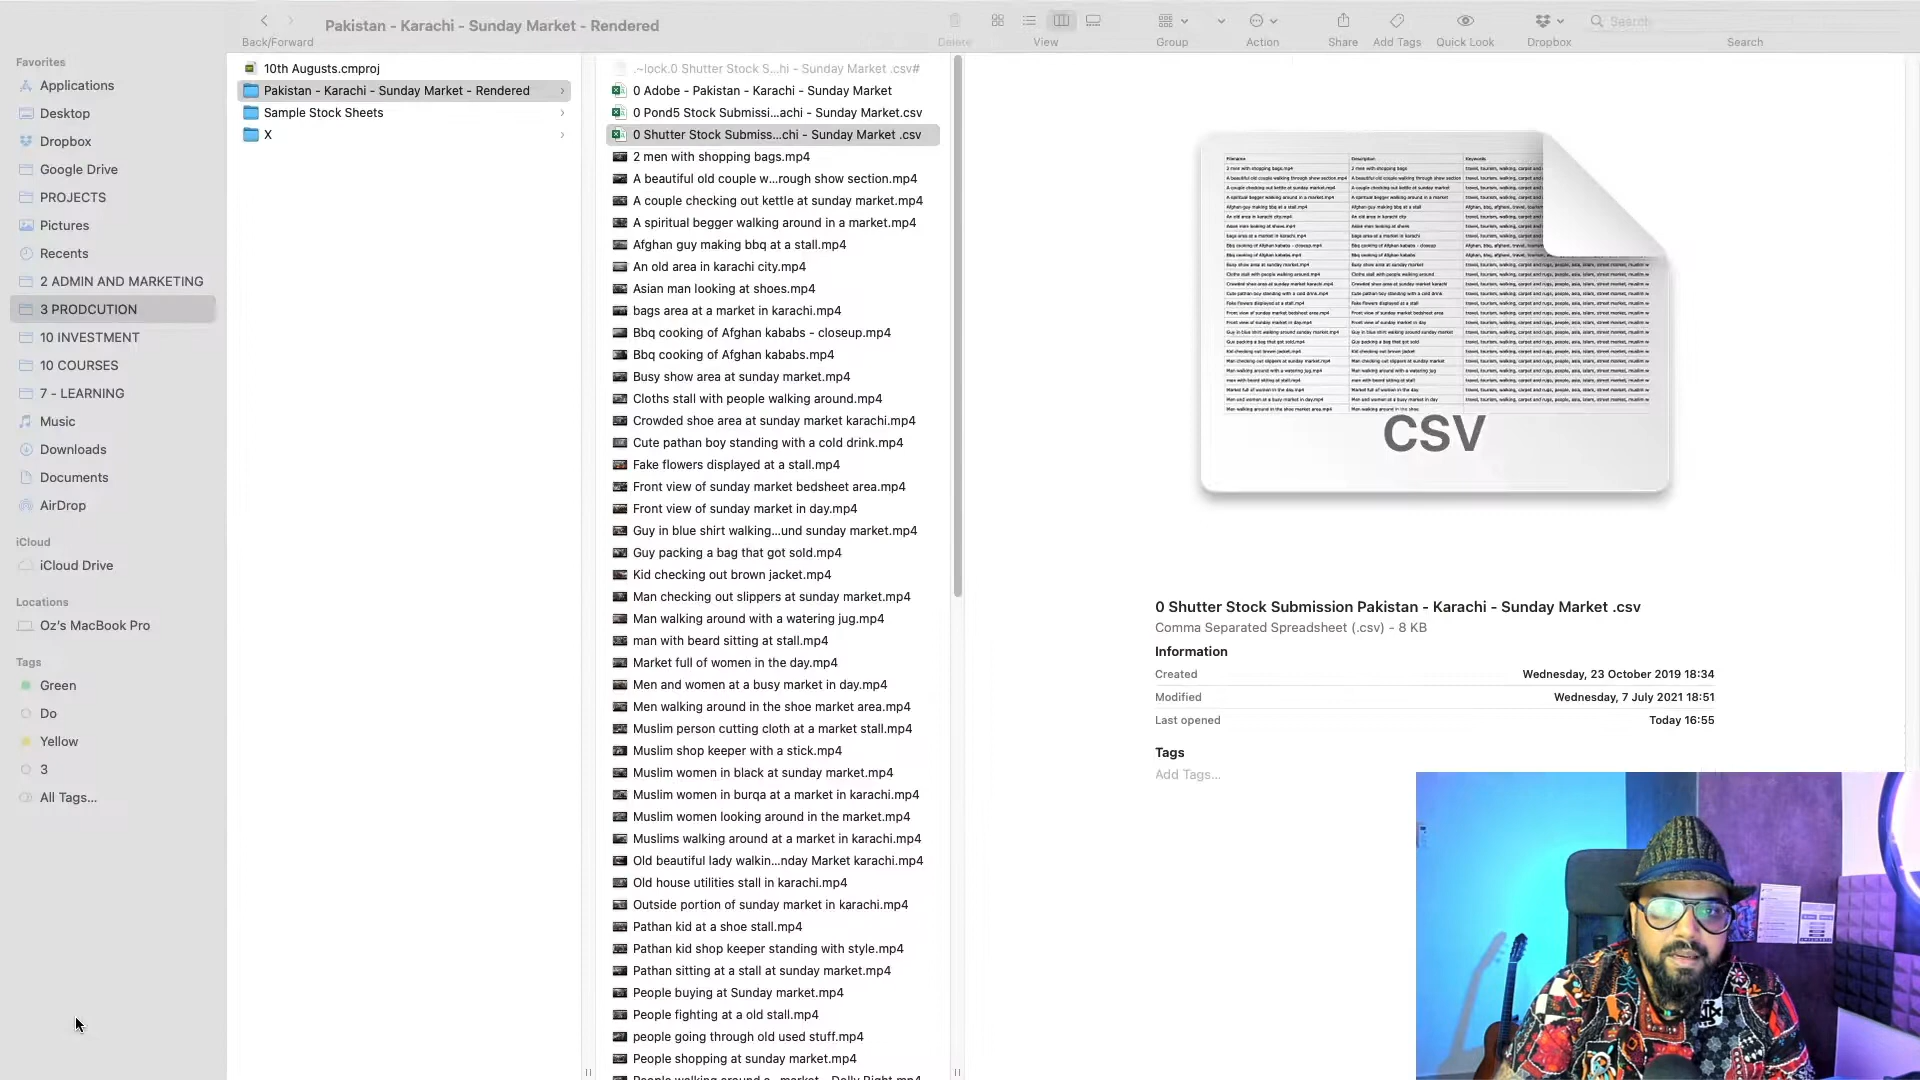 Pakistan - Karachi - Sunday Market - Rendered
Back/Forward
Delete
View
Group
Action
Share
Add Tags
Quick Look
Dropbox
Search
Search
Favorites
Applications
Desktop
Dropbox
Google Drive
PROJECTS
Pictures
Recents
2 ADMIN AND MARKETING
3 PRODCUTION
10 INVESTMENT
10 COURSES
7 - LEARNING
Music
Downloads
Documents
AirDrop
iCloud
iCloud Drive
Locations
Oz's MacBook Pro
Tags
Green
Do
Yellow
3
All Tags...
10th Augusts.cmproj
Pakistan - Karachi - Sunday Market - Rendered
Sample Stock Sheets
X
.~lock.0 Shutter Stock S...hi - Sunday Market .csv#
0 Adobe - Pakistan - Karachi - Sunday Market
0 Pond5 Stock Submissi...achi - Sunday Market.csv
0 Shutter Stock Submiss...chi - Sunday Market .csv
2 men with shopping bags.mp4
A beautiful old couple w...rough show section.mp4
A couple checking out kettle at sunday market.mp4
A spiritual begger walking around in a market.mp4
Afghan guy making bbq at a stall.mp4
An old area in karachi city.mp4
Asian man looking at shoes.mp4
bags area at a market in karachi.mp4
Bbq cooking of Afghan kababs - closeup.mp4
Bbq cooking of Afghan kababs.mp4
Busy show area at sunday market.mp4
Cloths stall with people walking around.mp4
Crowded shoe area at sunday market karachi.mp4
Cute pathan boy standing with a cold drink.mp4
Fake flowers displayed at a stall.mp4
Front view of sunday market bedsheet area.mp4
Front view of sunday market in day.mp4
Guy in blue shirt walking...und sunday market.mp4
Guy packing a bag that got sold.mp4
Kid checking out brown jacket.mp4
Man checking out slippers at sunday market.mp4
Man walking around with a watering jug.mp4
man with beard sitting at stall.mp4
Market full of women in the day.mp4
Men and women at a busy market in day.mp4
Men walking around in the shoe market area.mp4
Muslim person cutting cloth at a market stall.mp4
Muslim shop keeper with a stick.mp4
Muslim women in black at sunday market.mp4
Muslim women in burqa at a market in karachi.mp4
Muslim women looking around in the market.mp4
Muslims walking around at a market in karachi.mp4
Old beautiful lady walkin...nday Market karachi.mp4
Old house utilities stall in karachi.mp4
Outside portion of sunday market in karachi.mp4
Pathan kid at a shoe stall.mp4
Pathan kid shop keeper standing with style.mp4
Pathan sitting at a stall at sunday market.mp4
People buying at Sunday market.mp4
People fighting at a old stall.mp4
people going through old used stuff.mp4
People shopping at sunday market.mp4
CSV
0 Shutter Stock Submission Pakistan - Karachi - Sunday Market .csv
Comma Separated Spreadsheet (.csv) - 8 KB
Information
Created Wednesday, 23 October 2019 18:34
Modified Wednesday, 7 July 2021 18:51
Last opened Today 16:55
Tags
Add Tags...